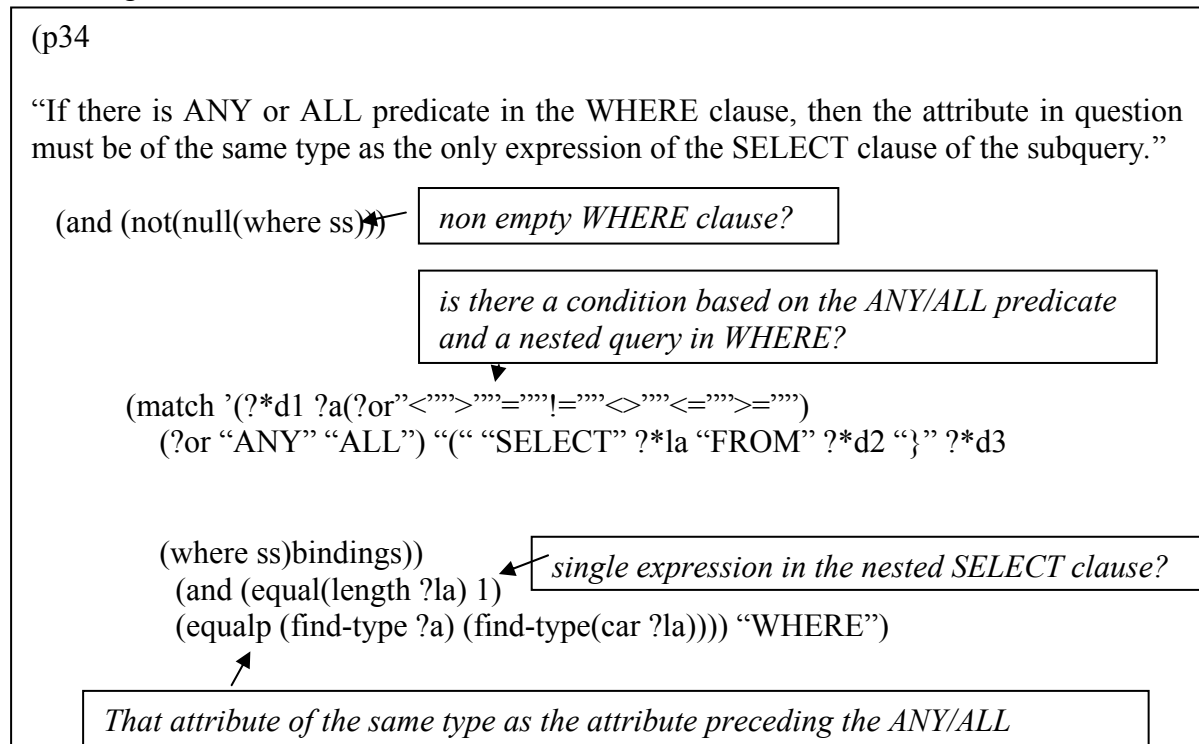 (p34
“If there is ANY or ALL predicate in the WHERE clause, then the attribute in question
must be of the same type as the only expression of the SELECT clause of the subquery.”
(and (not(null(where ss)))
non empty WHERE clause?
is there a condition based on the ANY/ALL predicate
and a nested query in WHERE?
(match ’(?*d1 ?a(?or”<””>””=””!=””<>””<=””>=””)
(?or “ANY” “ALL”) “(“ “SELECT” ?*la “FROM” ?*d2 “}” ?*d3
(where ss)bindings))
single expression in the nested SELECT clause?
(and (equal(length ?la) 1)
(equalp (find-type ?a) (find-type(car ?la)))) “WHERE”)
That attribute of the same type as the attribute preceding the ANY/ALL